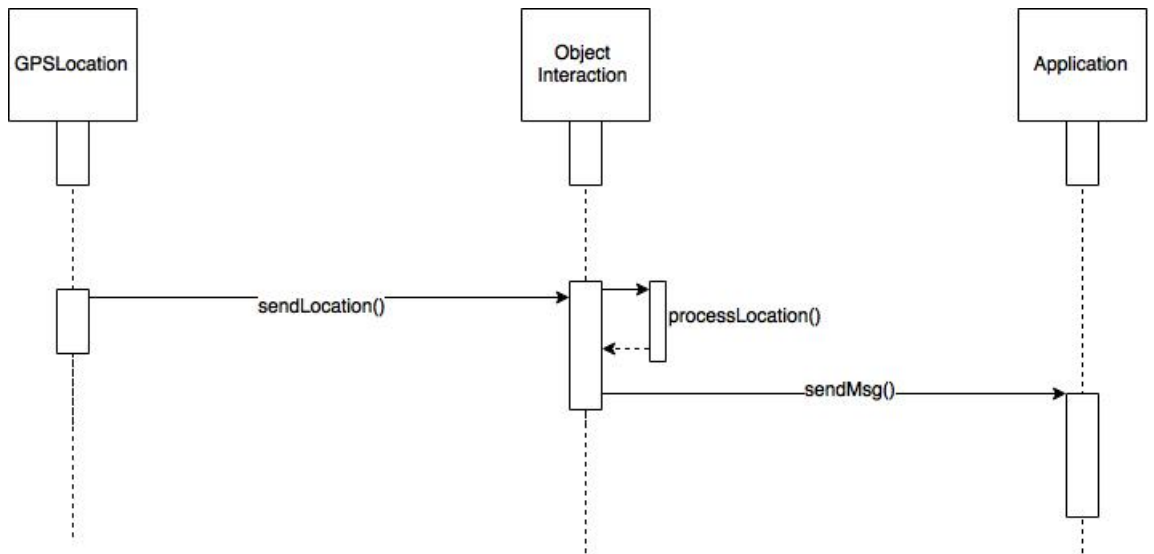 GPSLocation
Object
Interaction
Application
sendLocation()
processLocation()
sendMsg()